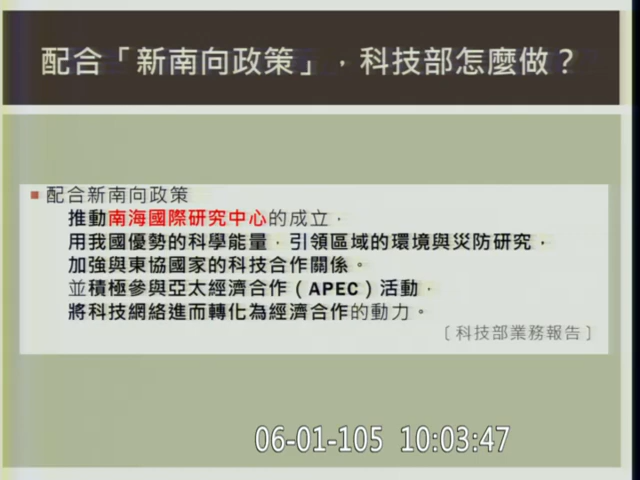 配合「新南向政策」，科技部怎麼做？
配合新南向政策
推動南海國際研究中心的成立，
用我國優勢的科學能量，引領區域的環境與災防研究，
加強與東協國家的科技合作關係。
並積極參與亞太經濟合作（APEC）活動，
將科技網絡進而轉化為經濟合作的動力。
〔科技部業務報告〕
06-01-105 10:03:47